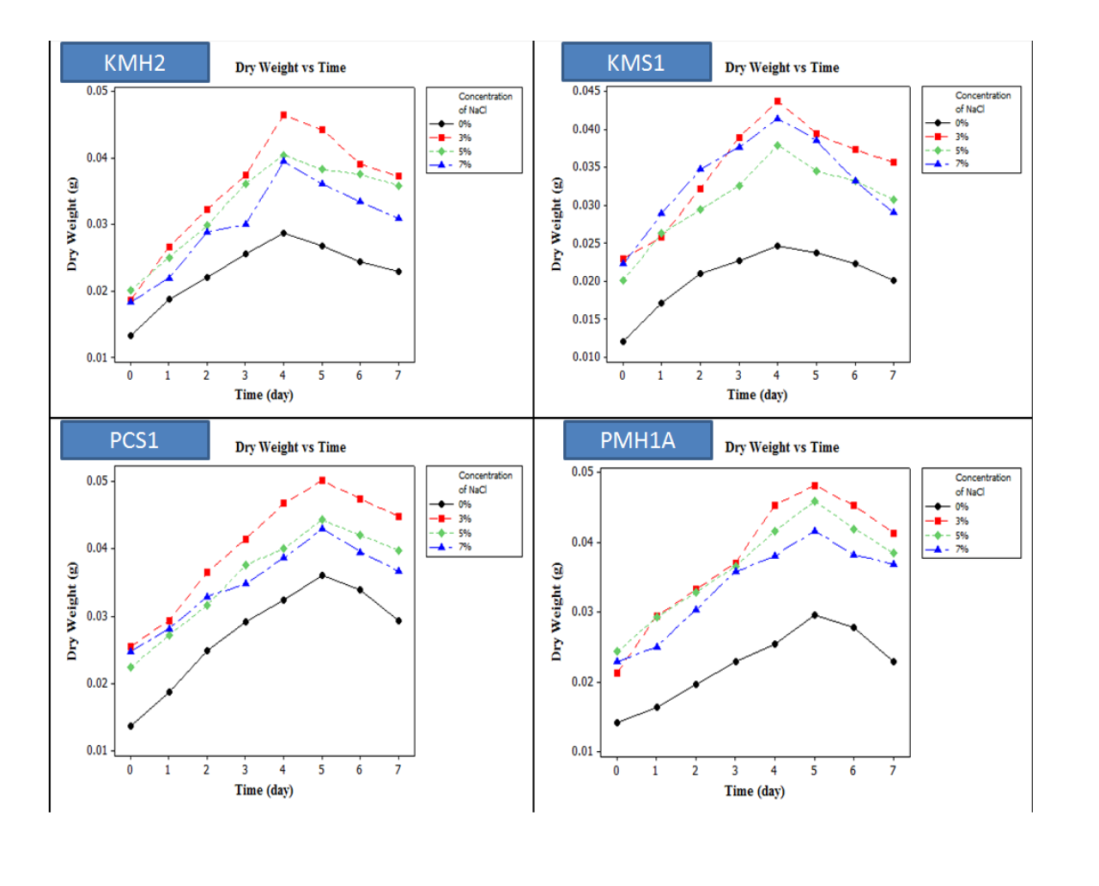 KMH2
Dry Weight vs Time
Dry Weight (g)
0.05
0.04
0.03
0.02
0.01
0 1 2 3 4 5 6 7
Time (day)
Concentration
of NaCl
0%
3%
5%
7%
KMS1
Dry Weight vs Time
Dry Weight (g)
0.045
0.040
0.035
0.030
0.025
0.020
0.015
0.010
0 1 2 3 4 5 6 7
Time (day)
Concentration
of NaCl
0%
3%
5%
7%
PCS1
Dry Weight vs Time
Dry Weight (g)
0.05
0.04
0.03
0.02
0.01
0 1 2 3 4 5 6 7
Time (day)
Concentration
of NaCl
0%
3%
5%
7%
PMH1A
Dry Weight vs Time
Dry Weight (g)
0.05
0.04
0.03
0.02
0.01
0 1 2 3 4 5 6 7
Time (day)
Concentration
of NaCl
0%
3%
5%
7%